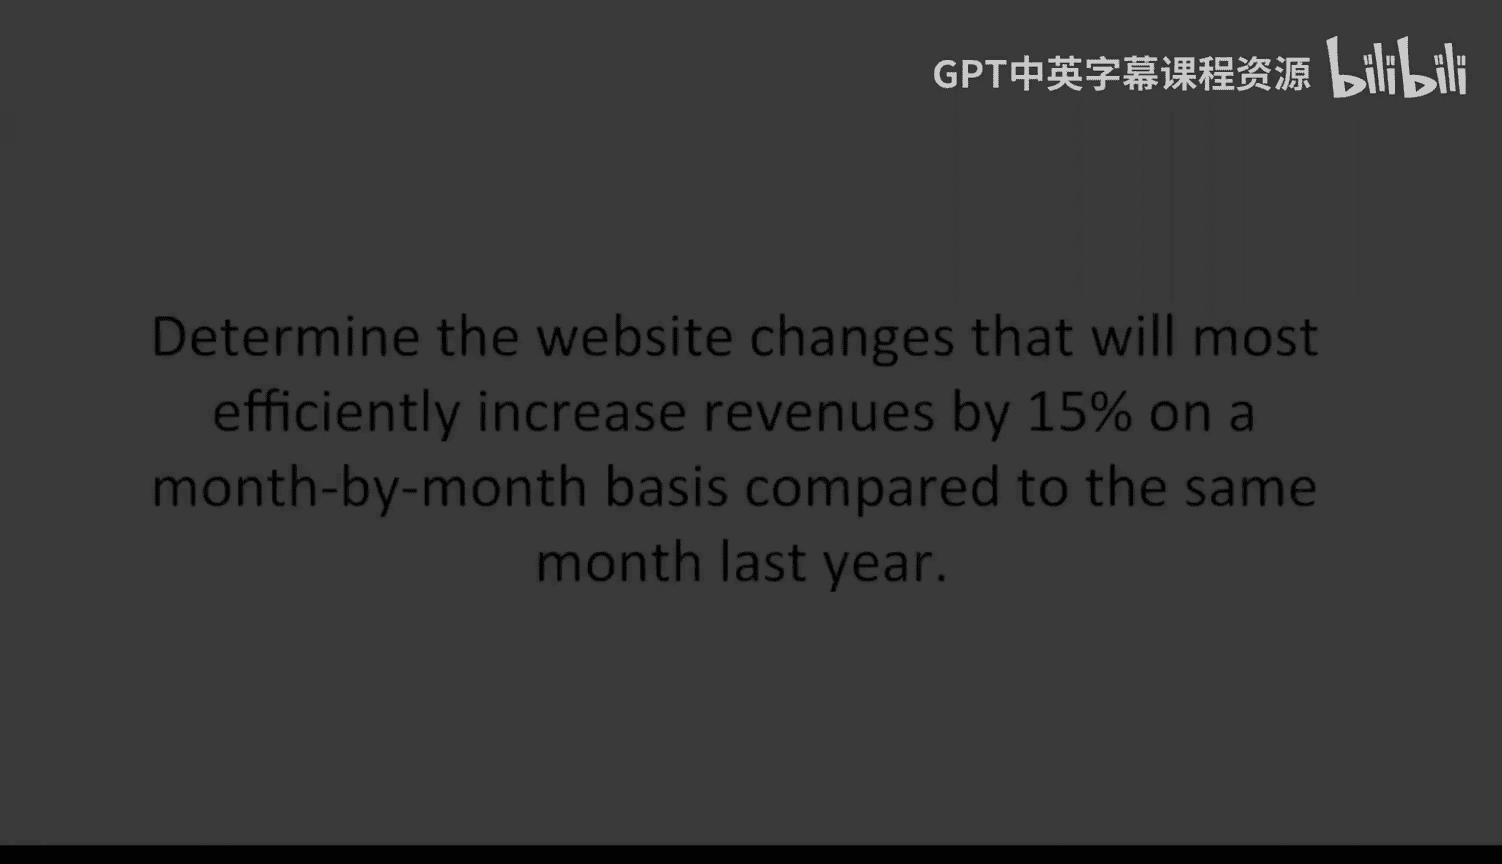 GPT中英字幕课程资源 bilibili
Determine the website changes that will most
efficiently increase revenues by 15% on a
month-by-month basis compared to the same
month last year.